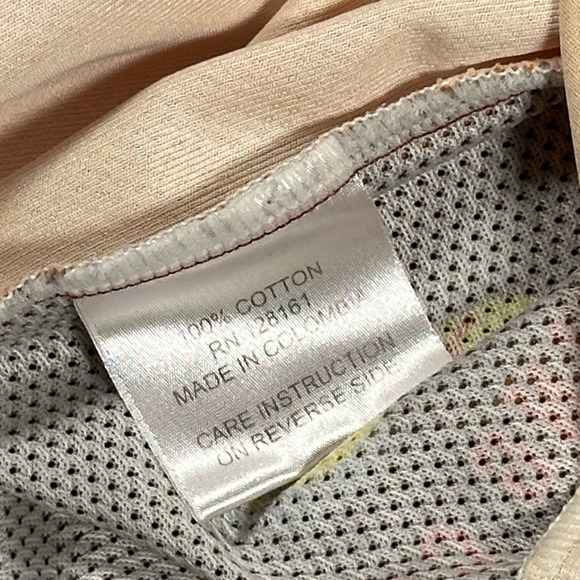 100% COTTON
RN 128161
MADE IN COLOMBIA
CARE INSTRUCTION
ON REVERSE SIDE